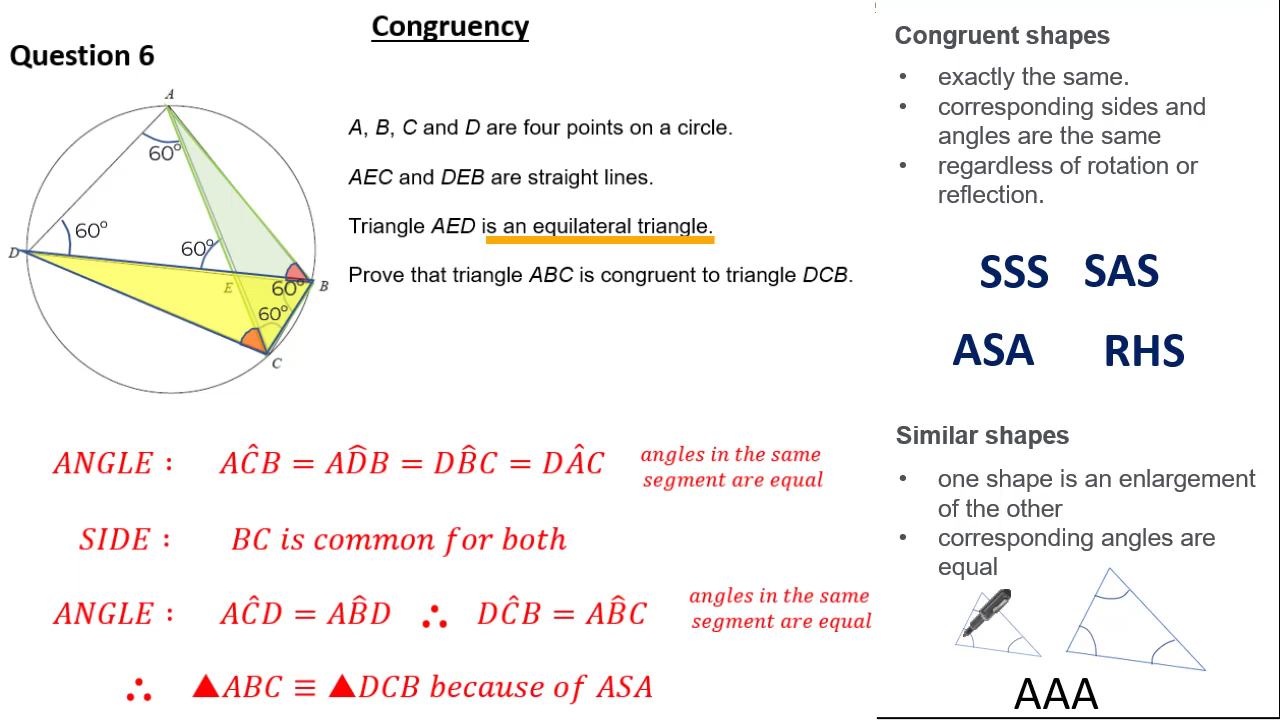 Congruency
Question 6
A
60°
60°
60°
D
E
60°
B
60°
C
A, B, C and D are four points on a circle.
AEC and DEB are straight lines.
Triangle AED is an equilateral triangle.
Prove that triangle ABC is congruent to triangle DCB.
ANGLE : AĈB = AD̂B = DB̂C = DÂC
angles in the same
segment are equal
SIDE : BC is common for both
ANGLE : AĈD = AB̂D ∴ DĈB = AB̂C
angles in the same
segment are equal
∴ ▲ABC ≡ ▲DCB because of ASA
Congruent shapes
• exactly the same.
• corresponding sides and
angles are the same
• regardless of rotation or
reflection.
SSS SAS
ASA RHS
Similar shapes
• one shape is an enlargement
of the other
• corresponding angles are
equal
AAA